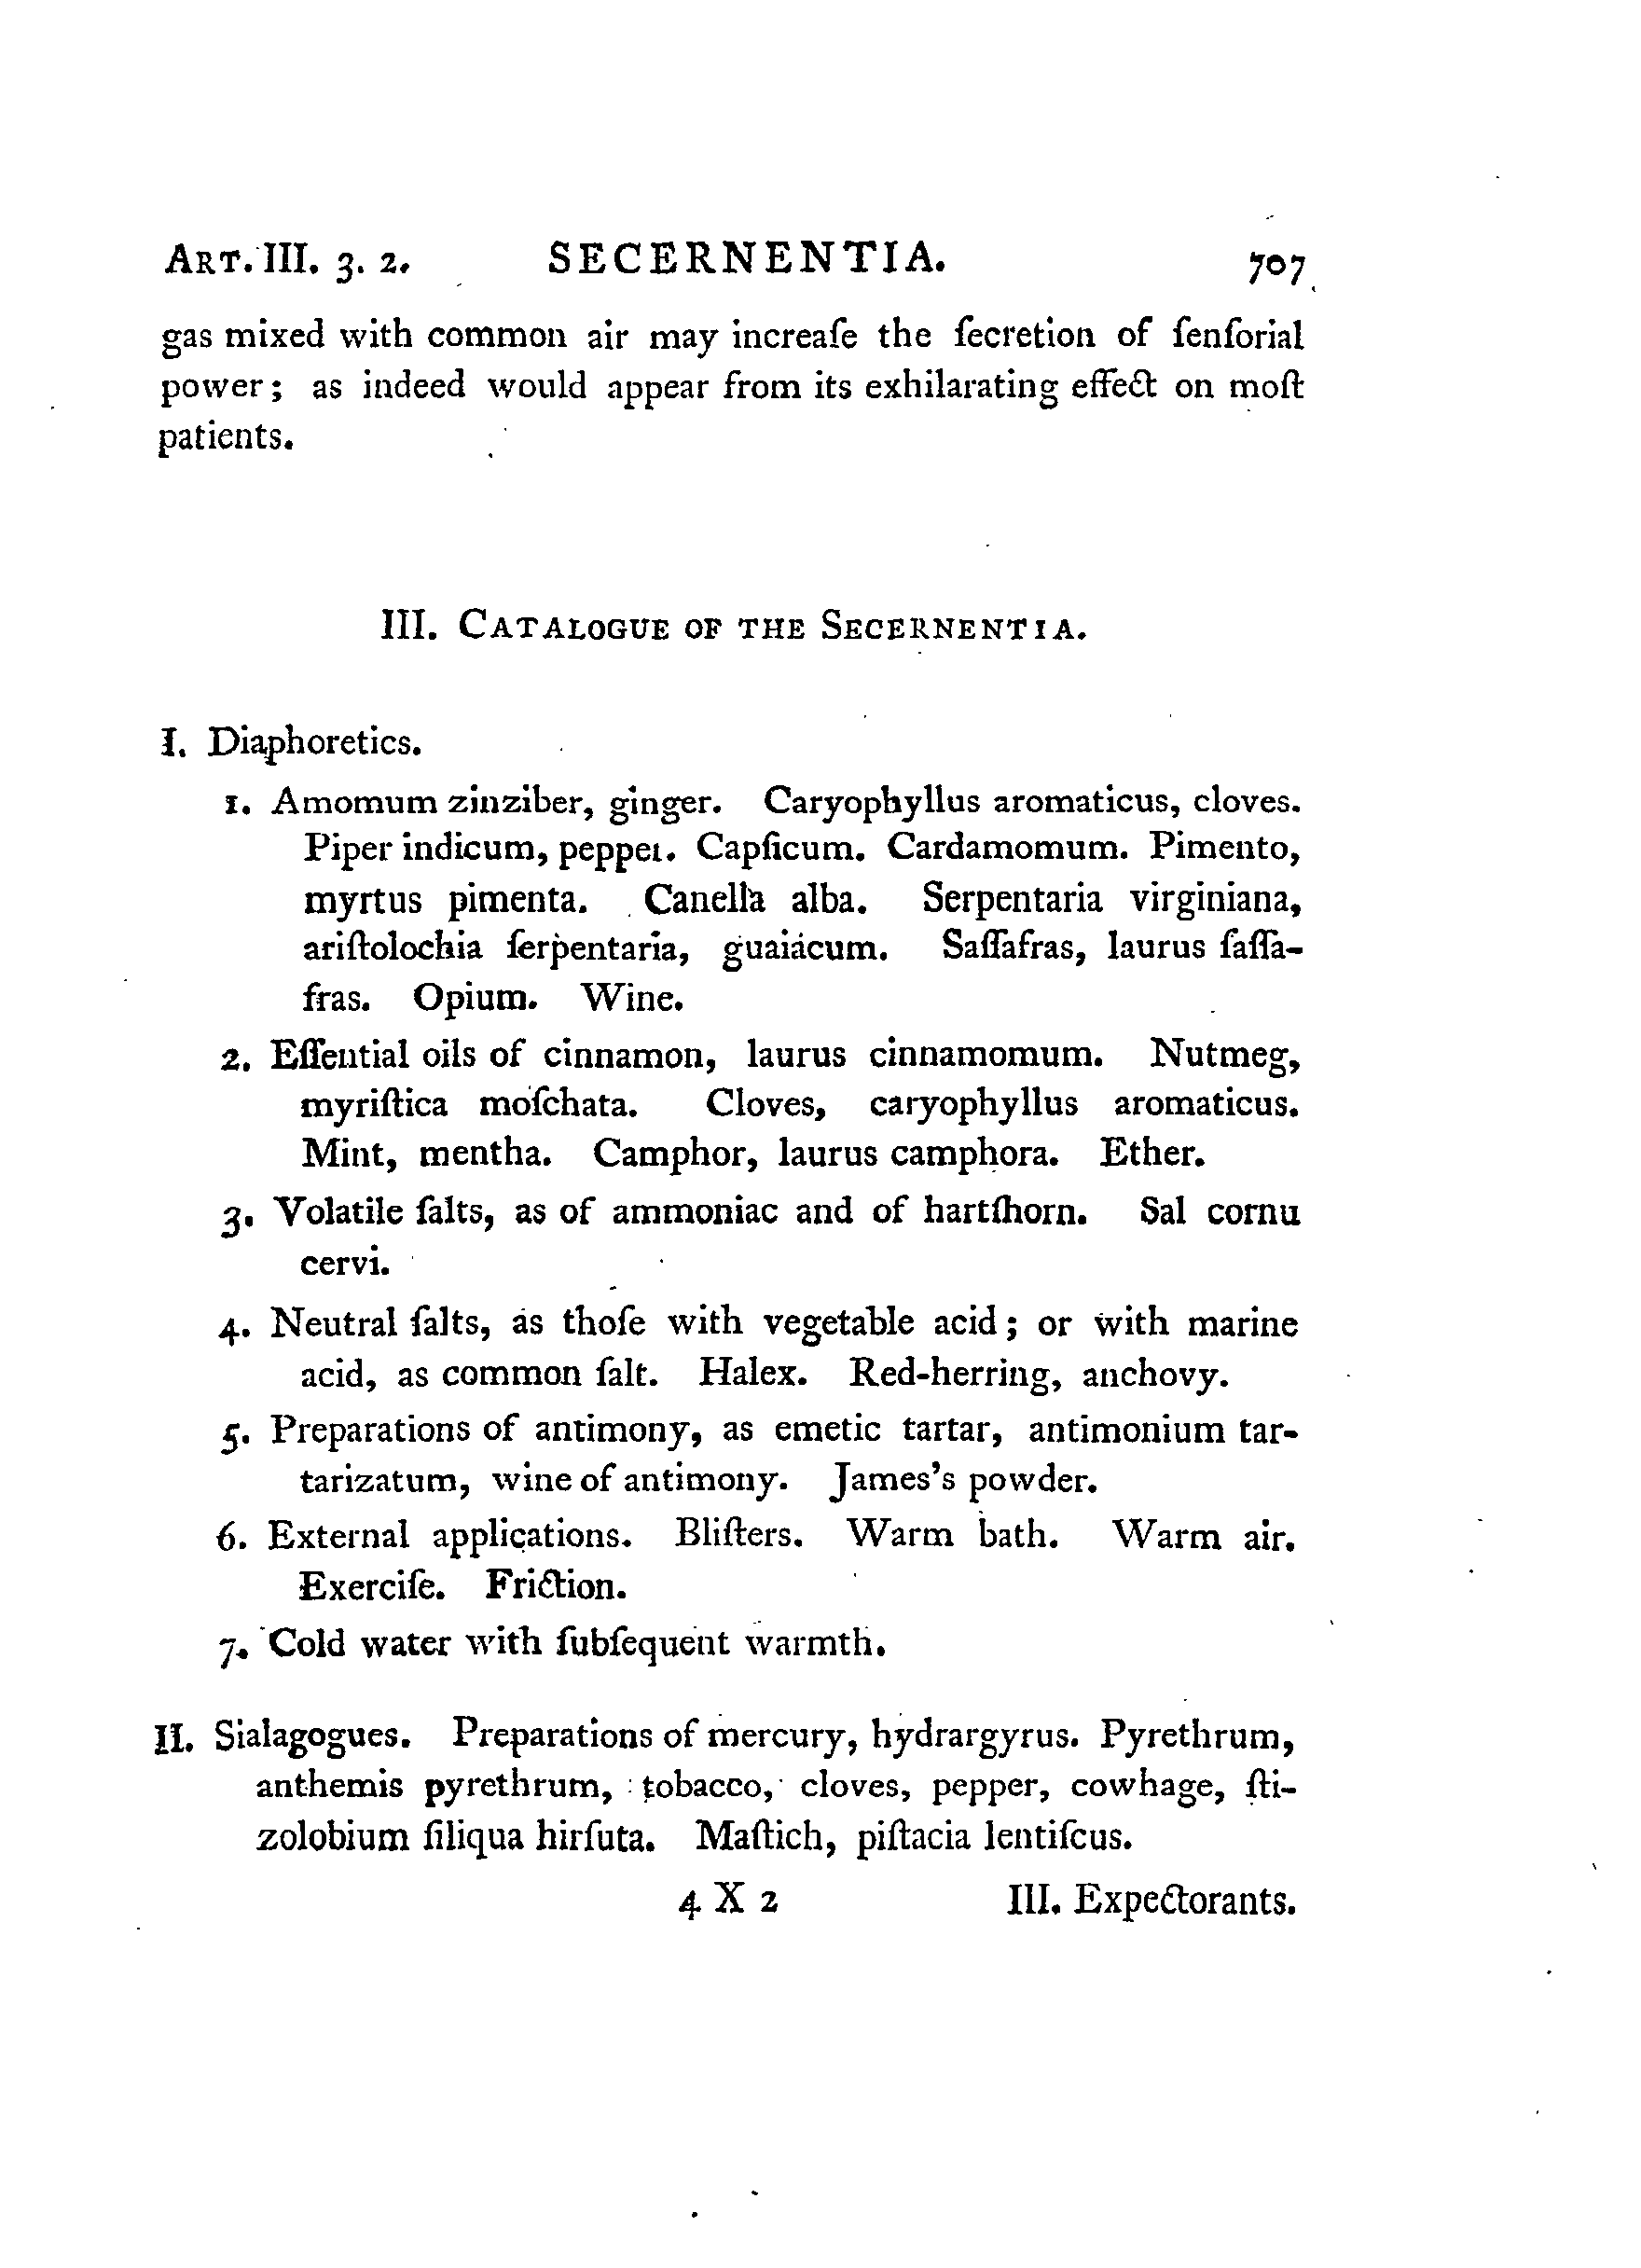 ART. III. 3. 2. SECERNENTIA. 707
gas mixed with common air may increaſe the ſecretion of ſenſorial
power; as indeed would appear from its exhilarating effect on moſt
patients.
III. CATALOGUE OF THE SECERNENTIA.
I. Diaphoretics.
1. Amomum zinziber, ginger. Caryophyllus aromaticus, cloves.
Piper indicum, pepper. Capſicum. Cardamomum. Pimento,
myrtus pimenta. Canella alba. Serpentaria virginiana,
ariſtolochia ſerpentaria, guaiacum. Saſſafras, laurus ſaſſa-
fras. Opium. Wine.
2. Eſſential oils of cinnamon, laurus cinnamomum. Nutmeg,
myriſtica moſchata. Cloves, caryophyllus aromaticus.
Mint, mentha. Camphor, laurus camphora. Ether.
3. Volatile ſalts, as of ammoniac and of hartſhorn. Sal cornu
cervi.
4. Neutral ſalts, as thoſe with vegetable acid; or with marine
acid, as common ſalt. Halex. Red-herring, anchovy.
5. Preparations of antimony, as emetic tartar, antimonium tar-
tarizatum, wine of antimony. James's powder.
6. External applications. Bliſters. Warm bath. Warm air.
Exerciſe. Friction.
7. Cold water with ſubſequent warmth.
II. Sialagogues. Preparations of mercury, hydrargyrus. Pyrethrum,
anthemis pyrethrum, tobacco, cloves, pepper, cowhage, ſti-
zolobium ſiliqua hirſuta. Maſtich, piſtacia lentiſcus.
4 X 2 III. Expectorants.